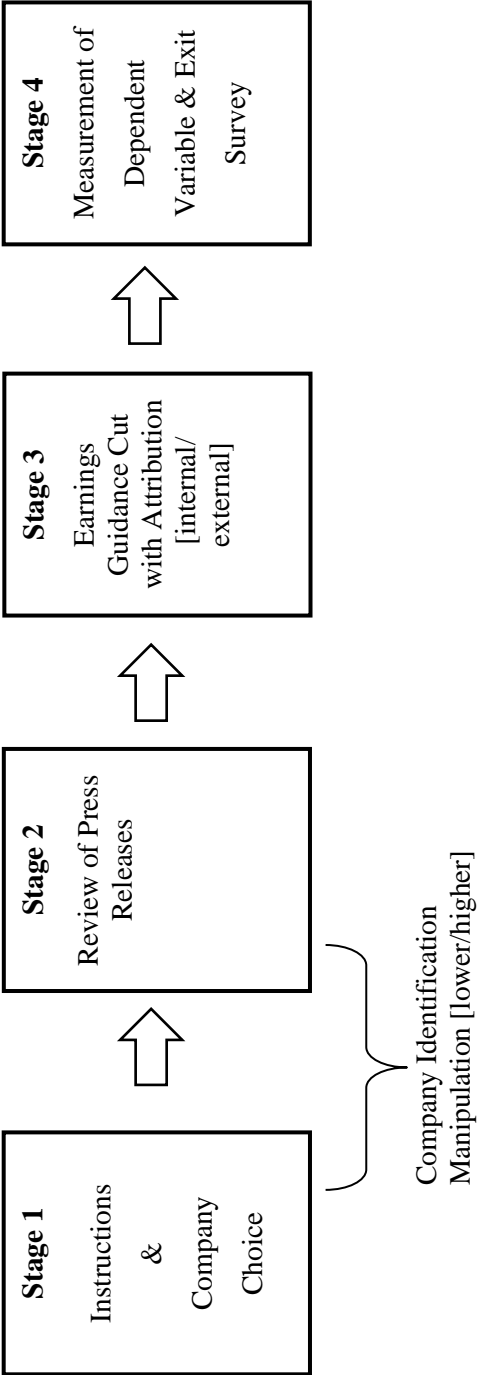 Stage 1
Instructions
&
Company
Choice
Stage 2
Review of Press
Releases
Stage 3
Earnings
Guidance Cut
with Attribution
[internal/
external]
Stage 4
Measurement of
Dependent
Variable & Exit
Survey
Company Identification
Manipulation [lower/higher]